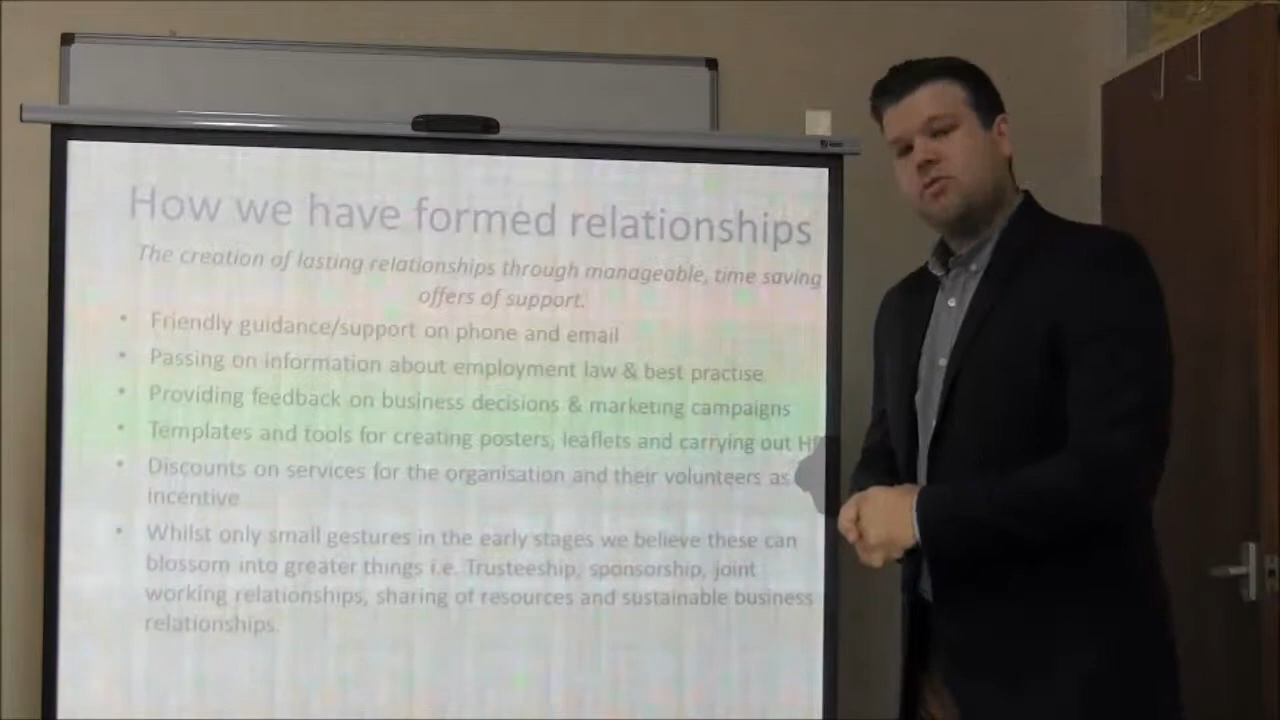 How we have formed relationships
The creation of lasting relationships through manageable, time saving
offers of support.
• Friendly guidance/support on phone and email
• Passing on information about employment law & best practise
• Providing feedback on business decisions & marketing campaigns
• Templates and tools for creating posters, leaflets and carrying out
• Discounts on services for the organisation and their volunteers as
incentive
• Whilst only small gestures in the early stages we believe these can
blossom into greater things i.e. Trusteeship, sponsorship, joint
working relationships, sharing of resources and sustainable business
relationships.